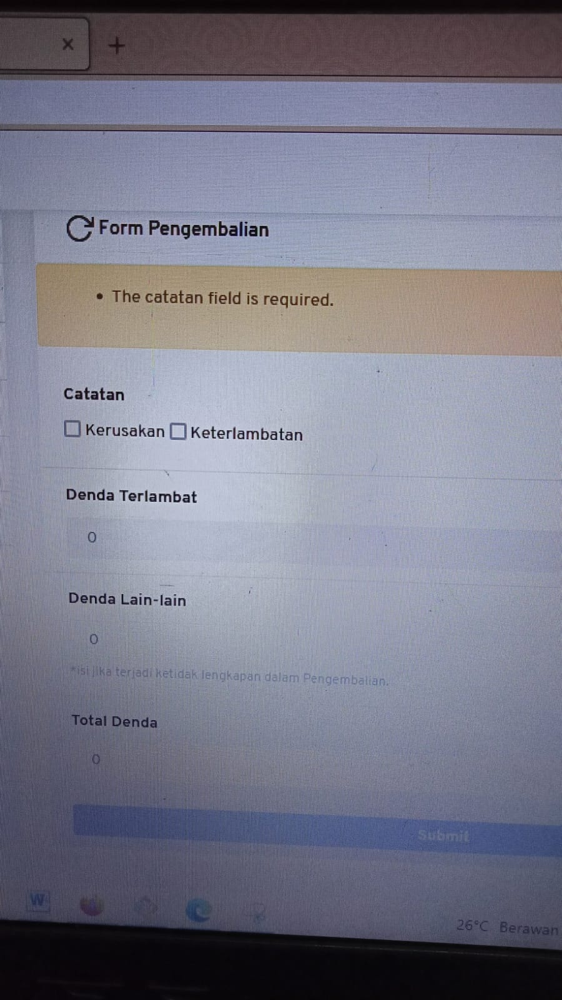 Form Pengembalian
• The catatan field is required.
Catatan
Kerusakan Keterlambatan
Denda Terlambat
0
Denda Lain-lain
0
*isi jika terjadi ketidak lengkapan dalam Pengembalian.
Total Denda
0
Submit
W
26°C Berawan